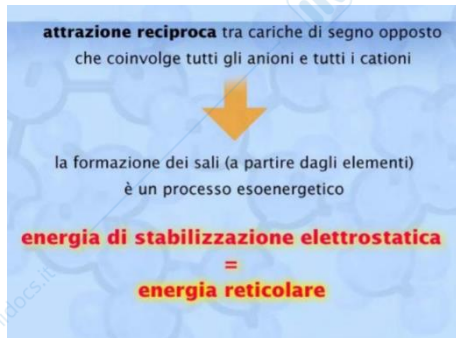 attrazione reciproca tra cariche di segno opposto
che coinvolge tutti gli anioni e tutti i cationi
la formazione dei sali (a partire dagli elementi)
è un processo esoenergetico
energia di stabilizzazione elettrostatica
=
energia reticolare